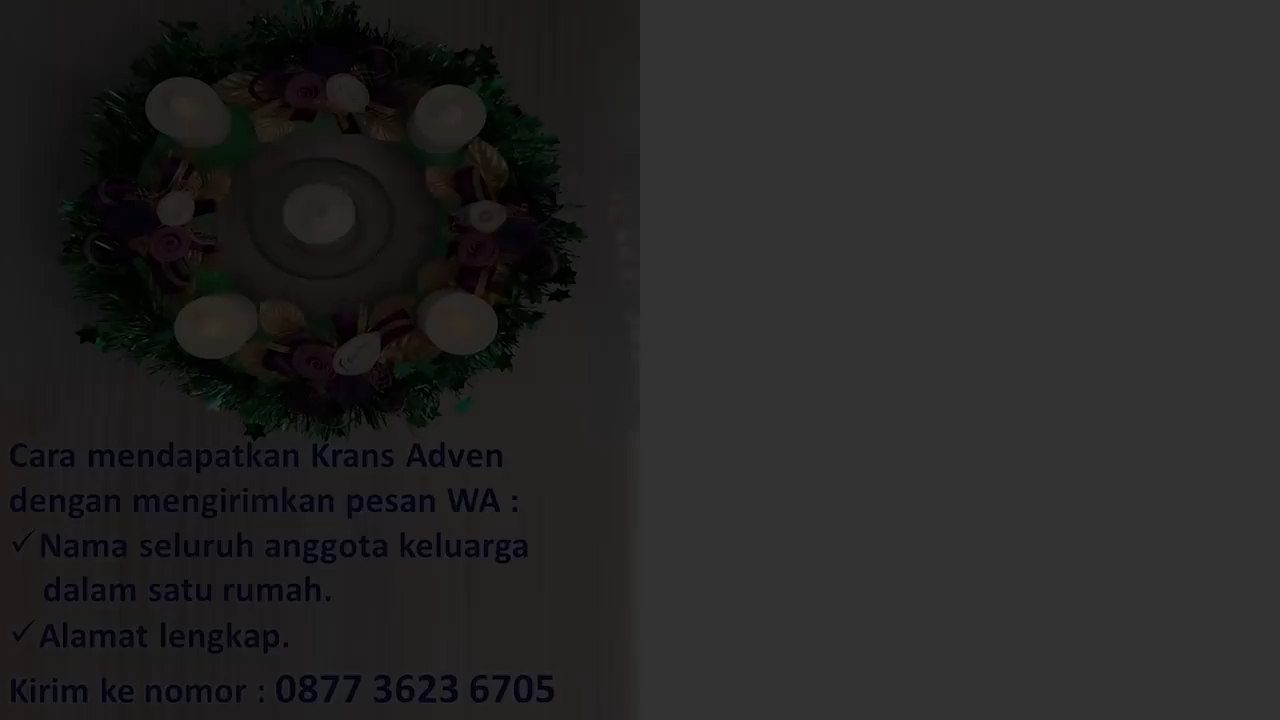 Cara mendapatkan Krans Adven
dengan mengirimkan pesan WA :
✓Nama seluruh anggota keluarga
dalam satu rumah.
✓Alamat lengkap.
Kirim ke nomor : 0877 3623 6705